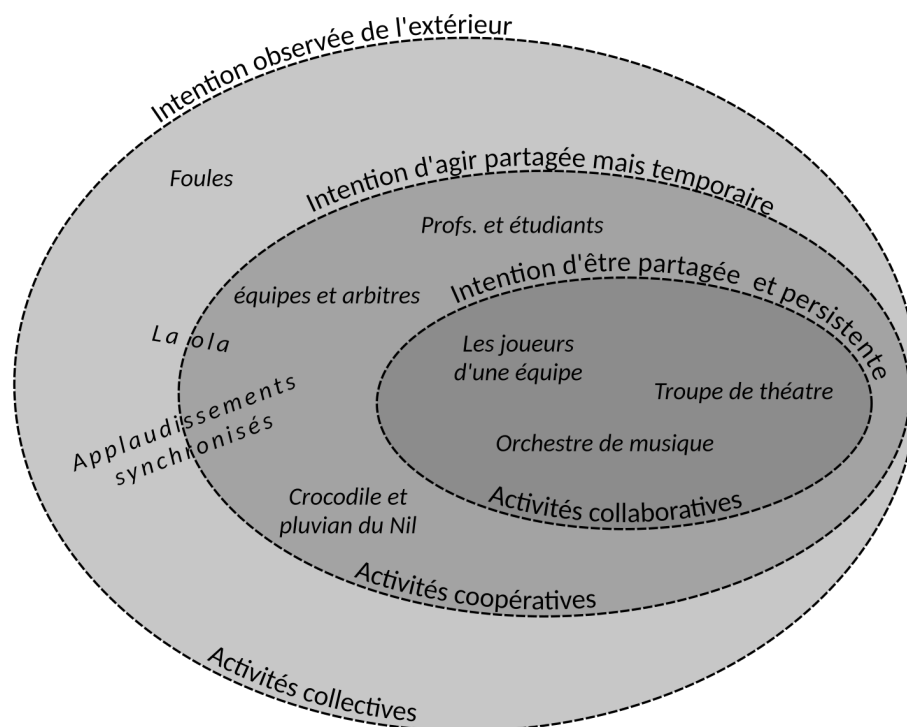 Intention observée de l'extérieur
Foules
Intention d'agir partagée mais temporaire
Profs. et étudiants
Intention d'être partagée et persistente
équipes et arbitres
La ola
Les joueurs
d'une équipe
Troupe de théatre
Applaudissements
synchronisés
Orchestre de musique
Crocodile et
pluvian du Nil
Activités collaboratives
Activités coopératives
Activités collectives